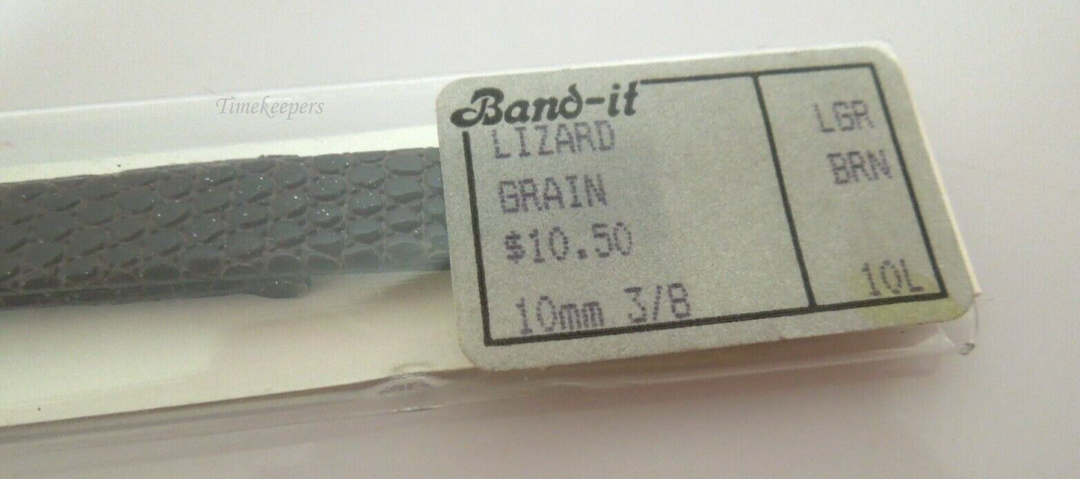 Timekeepers
Band-it
LIZARD
GRAIN
$10.50
10mm 3/8
LGR
BRN
10L